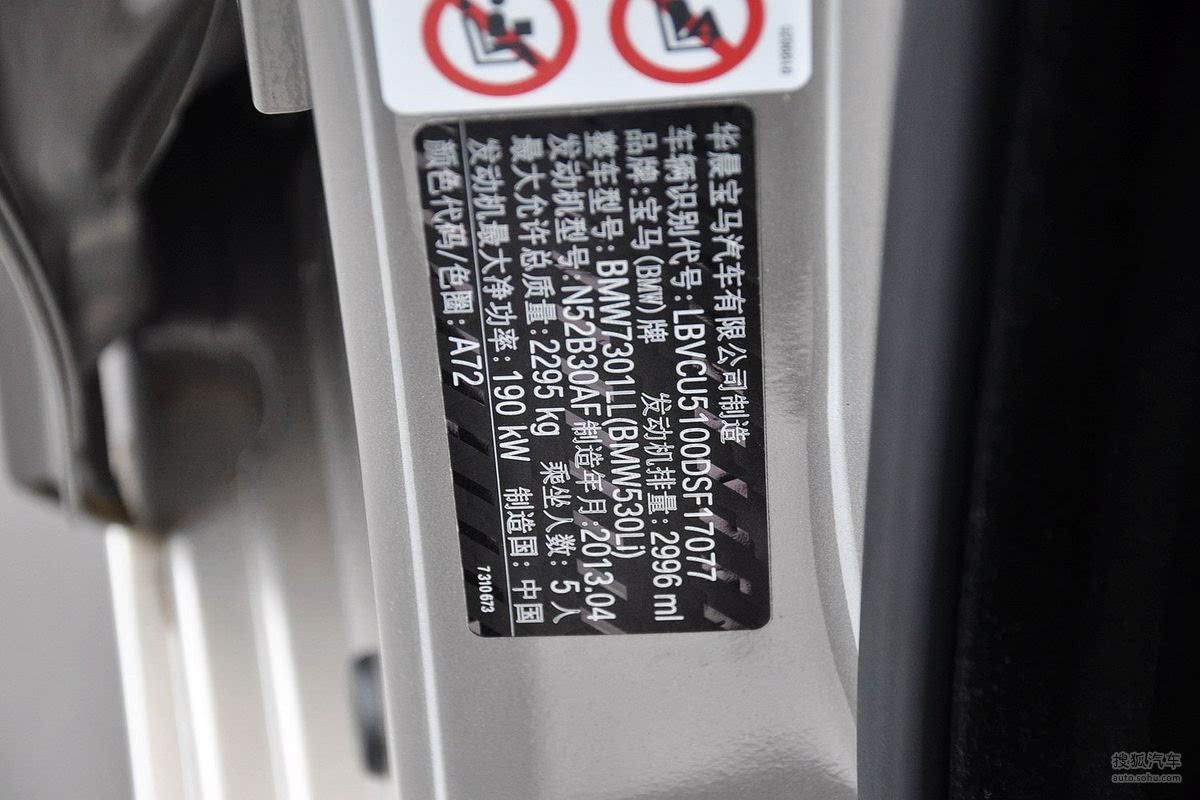 华晨宝马汽车有限公司制造
车辆识别代号:LBVCU5100DSF17077
品牌:宝马(BMW)牌 发动机排量:2996 ml
整车型号:BMW7301LL(BMW530Li)
发动机型号:N52B30AF 制造年月:2013.04
最大允许总质量:2295 kg 乘坐人数:5人
发动机最大净功率:190 kW 制造国:中国
颜色代码/色圈:A72
7310673
搜狐汽车
auto.sohu.com